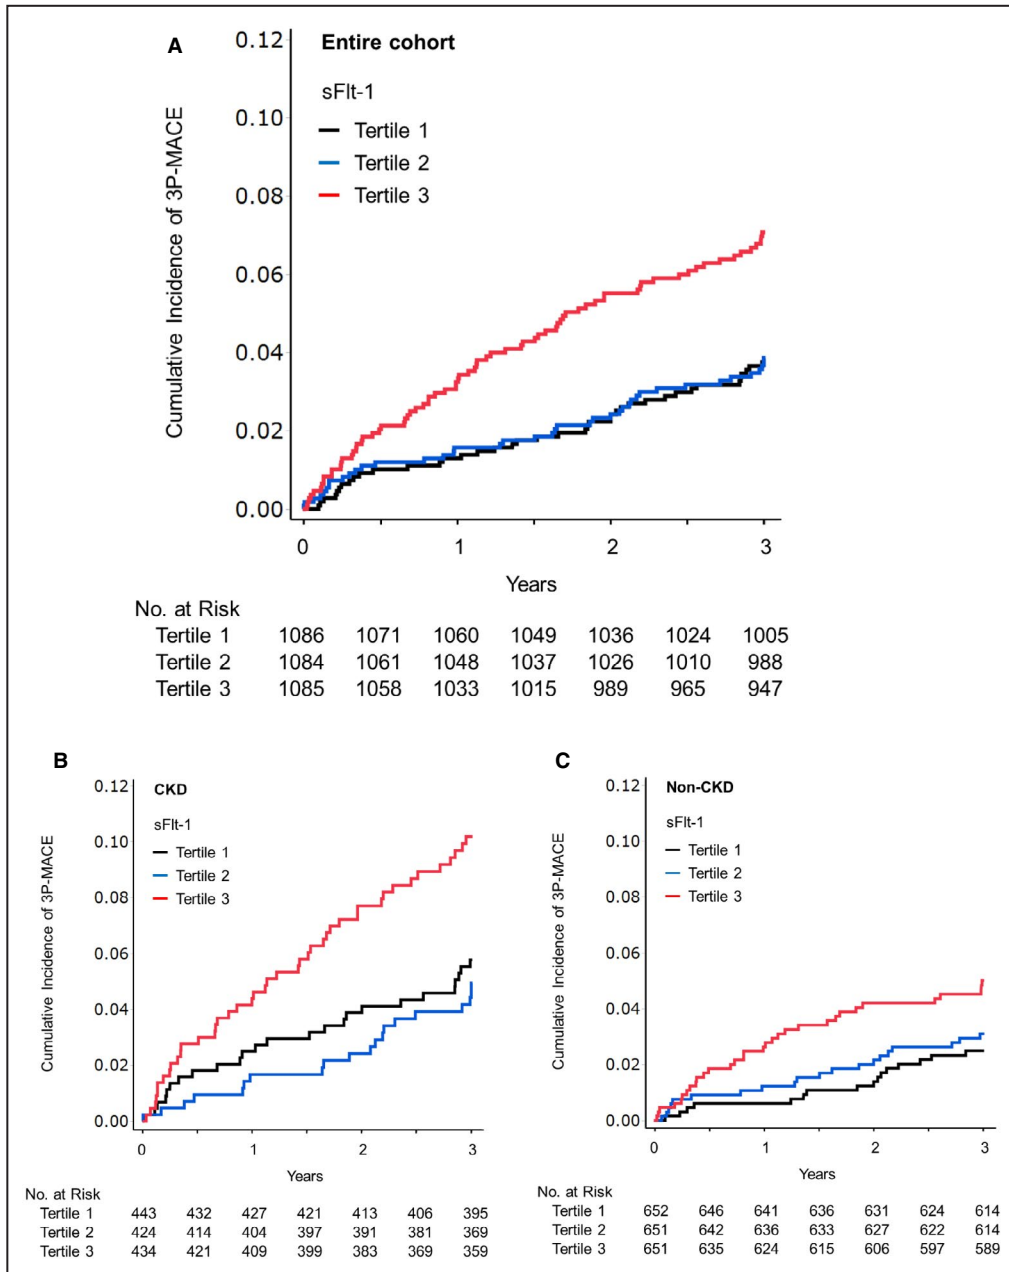 A
Entire cohort
sFlt-1
Tertile 1
Tertile 2
Tertile 3
Cumulative Incidence of 3P-MACE
0.12
0.10
0.08
0.06
0.04
0.02
0.00
0 1 2 3
Years
No. at Risk
Tertile 1 1086 1071 1060 1049 1036 1024 1005
Tertile 2 1084 1061 1048 1037 1026 1010 988
Tertile 3 1085 1058 1033 1015 989 965 947
B
CKD
sFlt-1
Tertile 1
Tertile 2
Tertile 3
Cumulative Incidence of 3P-MACE
0.12
0.10
0.08
0.06
0.04
0.02
0.00
0 1 2 3
Years
No. at Risk
Tertile 1 443 432 427 421 413 406 395
Tertile 2 424 414 404 397 391 381 369
Tertile 3 434 421 409 399 383 369 359
C
Non-CKD
sFlt-1
Tertile 1
Tertile 2
Tertile 3
Cumulative Incidence of 3P-MACE
0.12
0.10
0.08
0.06
0.04
0.02
0.00
0 1 2 3
Years
No. at Risk
Tertile 1 652 646 641 636 631 624 614
Tertile 2 651 642 636 633 627 622 614
Tertile 3 651 635 624 615 606 597 589